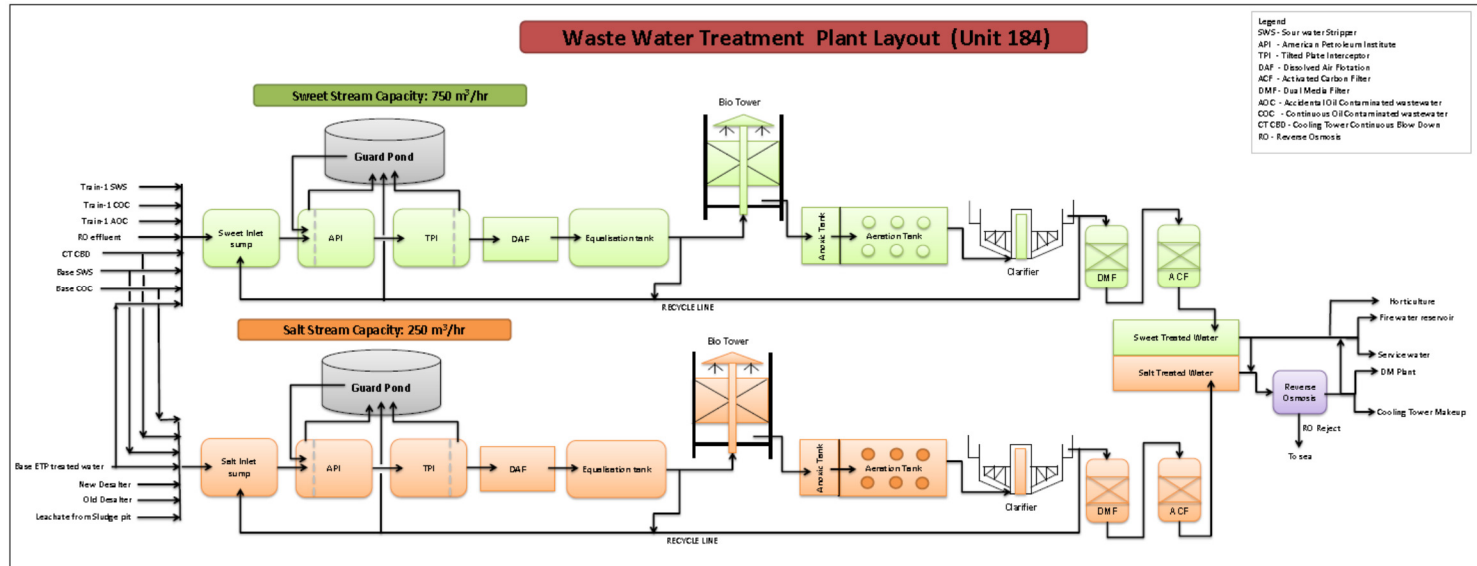 Waste Water Treatment Plant Layout (Unit 184)
Legend
SWS - Sour water Stripper
API - American Petroleum Institute
TPI - Tilted Plate Interceptor
DAF - Dissolved Air Flotation
ACF - Activated Carbon Filter
DMF - Dual Media Filter
AOC - Accidental Oil Contaminated wastewater
COC - Continuous Oil Contaminated wastewater
CT CBD - Cooling Tower Continuous Blow Down
RO - Reverse Osmosis
Sweet Stream Capacity: 750 m³/hr
Guard Pond
Bio Tower
Train-1 SWS
Train-1 COC
Train-1 AOC
RO effluent
CT CBD
Base SWS
Base COC
Sweet Inlet
sump
API
TPI
DAF
Equalisation tank
Anoxic Tank
Aeration Tank
Clarifier
DMF
ACF
RECYCLE LINE
Salt Stream Capacity: 250 m³/hr
Guard Pond
Bio Tower
Sweet Treated Water
Salt Treated Water
Reverse
Osmosis
RO Reject
To sea
Horticulture
Fire water reservoir
Service water
DM Plant
Cooling Tower Makeup
Base ETP treated water
New Desalter
Old Desalter
Leachate from Sludge pit
Salt Inlet
sump
API
TPI
DAF
Equalisation tank
Anoxic Tank
Aeration Tank
Clarifier
DMF
ACF
RECYCLE LINE